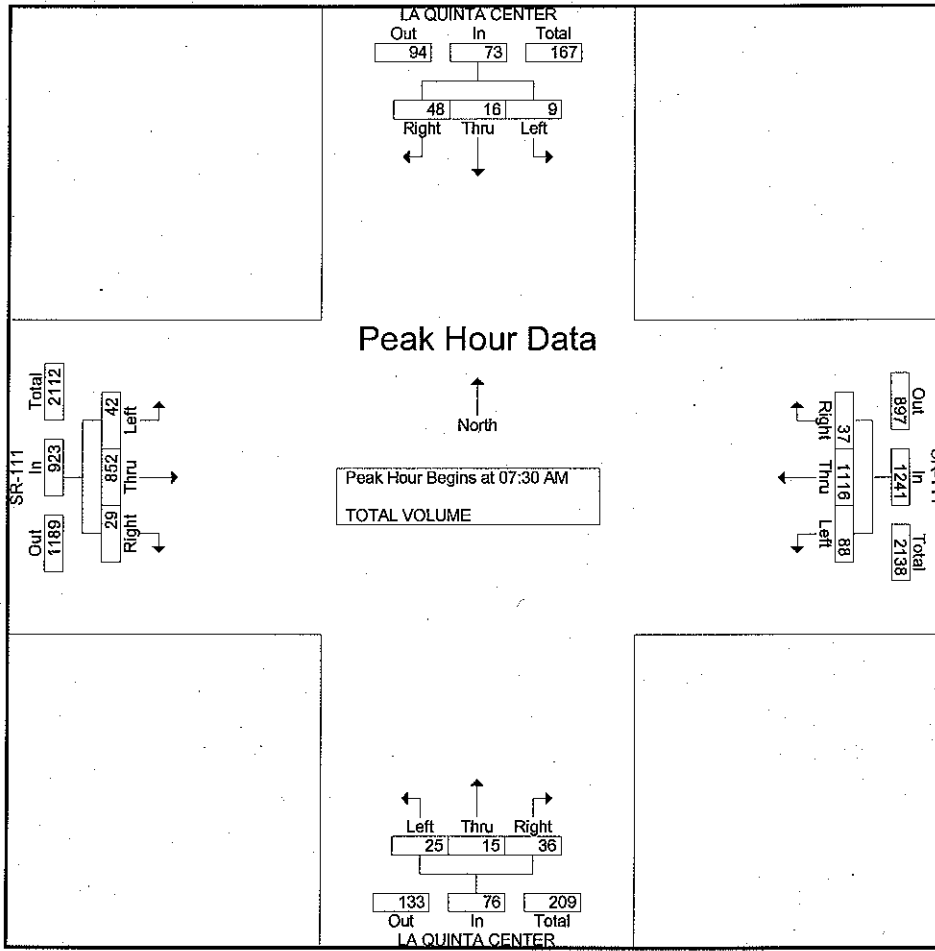 LA QUINTA CENTER
Out In Total
94 73 167
48 16 9
Right Thru Left
Peak Hour Data
North
Peak Hour Begins at 07:30 AM
TOTAL VOLUME
SR-111
Out In Total
1189 923 2112
29 852 42
Right Thru Left
Out In Total
897 1241 2138
37 1116 88
Right Thru Left
Left Thru Right
25 15 36
133 76 209
Out In Total
LA QUINTA CENTER